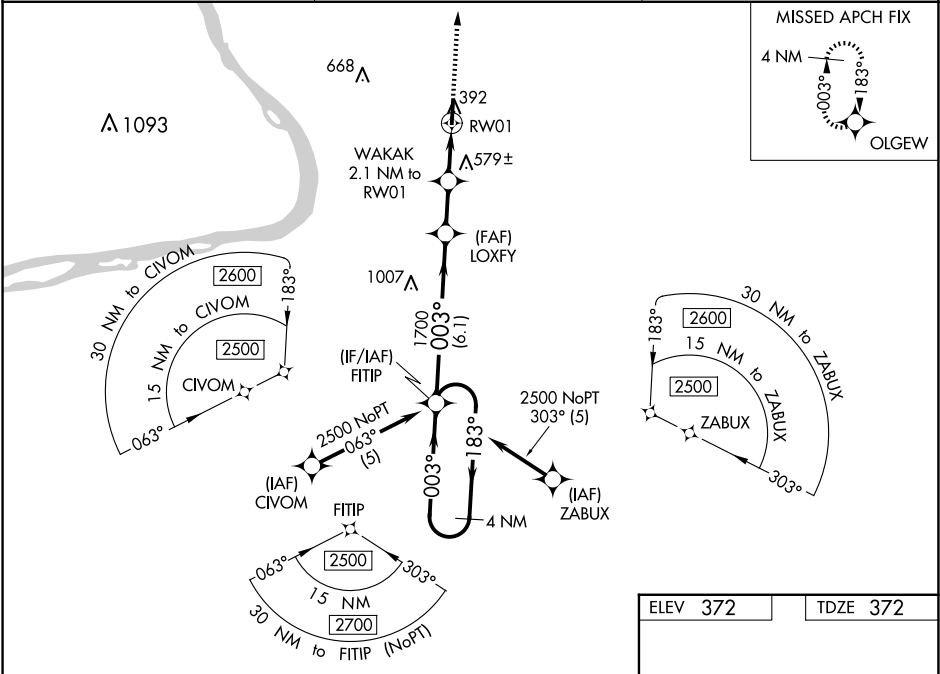 MISSED APCH FIX
4 NM
003°
183°
OLGEW
668
1093
392
RW01
WAKAK
2.1 NM to
RW01
579±
(FAF)
LOXFY
1007
1700
003°
(6.1)
30 NM to CIVOM
2600
183°
15 NM to CIVOM
2500
CIVOM
063°
30 NM to ZABUX
183°
2600
15 NM to ZABUX
2500
ZABUX
303°
(IF/IAF)
FITIP
2500 NoPT
063°
(5)
2500 NoPT
303° (5)
003°
183°
4 NM
(IAF)
CIVOM
(IAF)
ZABUX
FITIP
063°
2500
303°
15 NM
2700
30 NM to FITIP (NoPT)
ELEV 372
TDZE 372